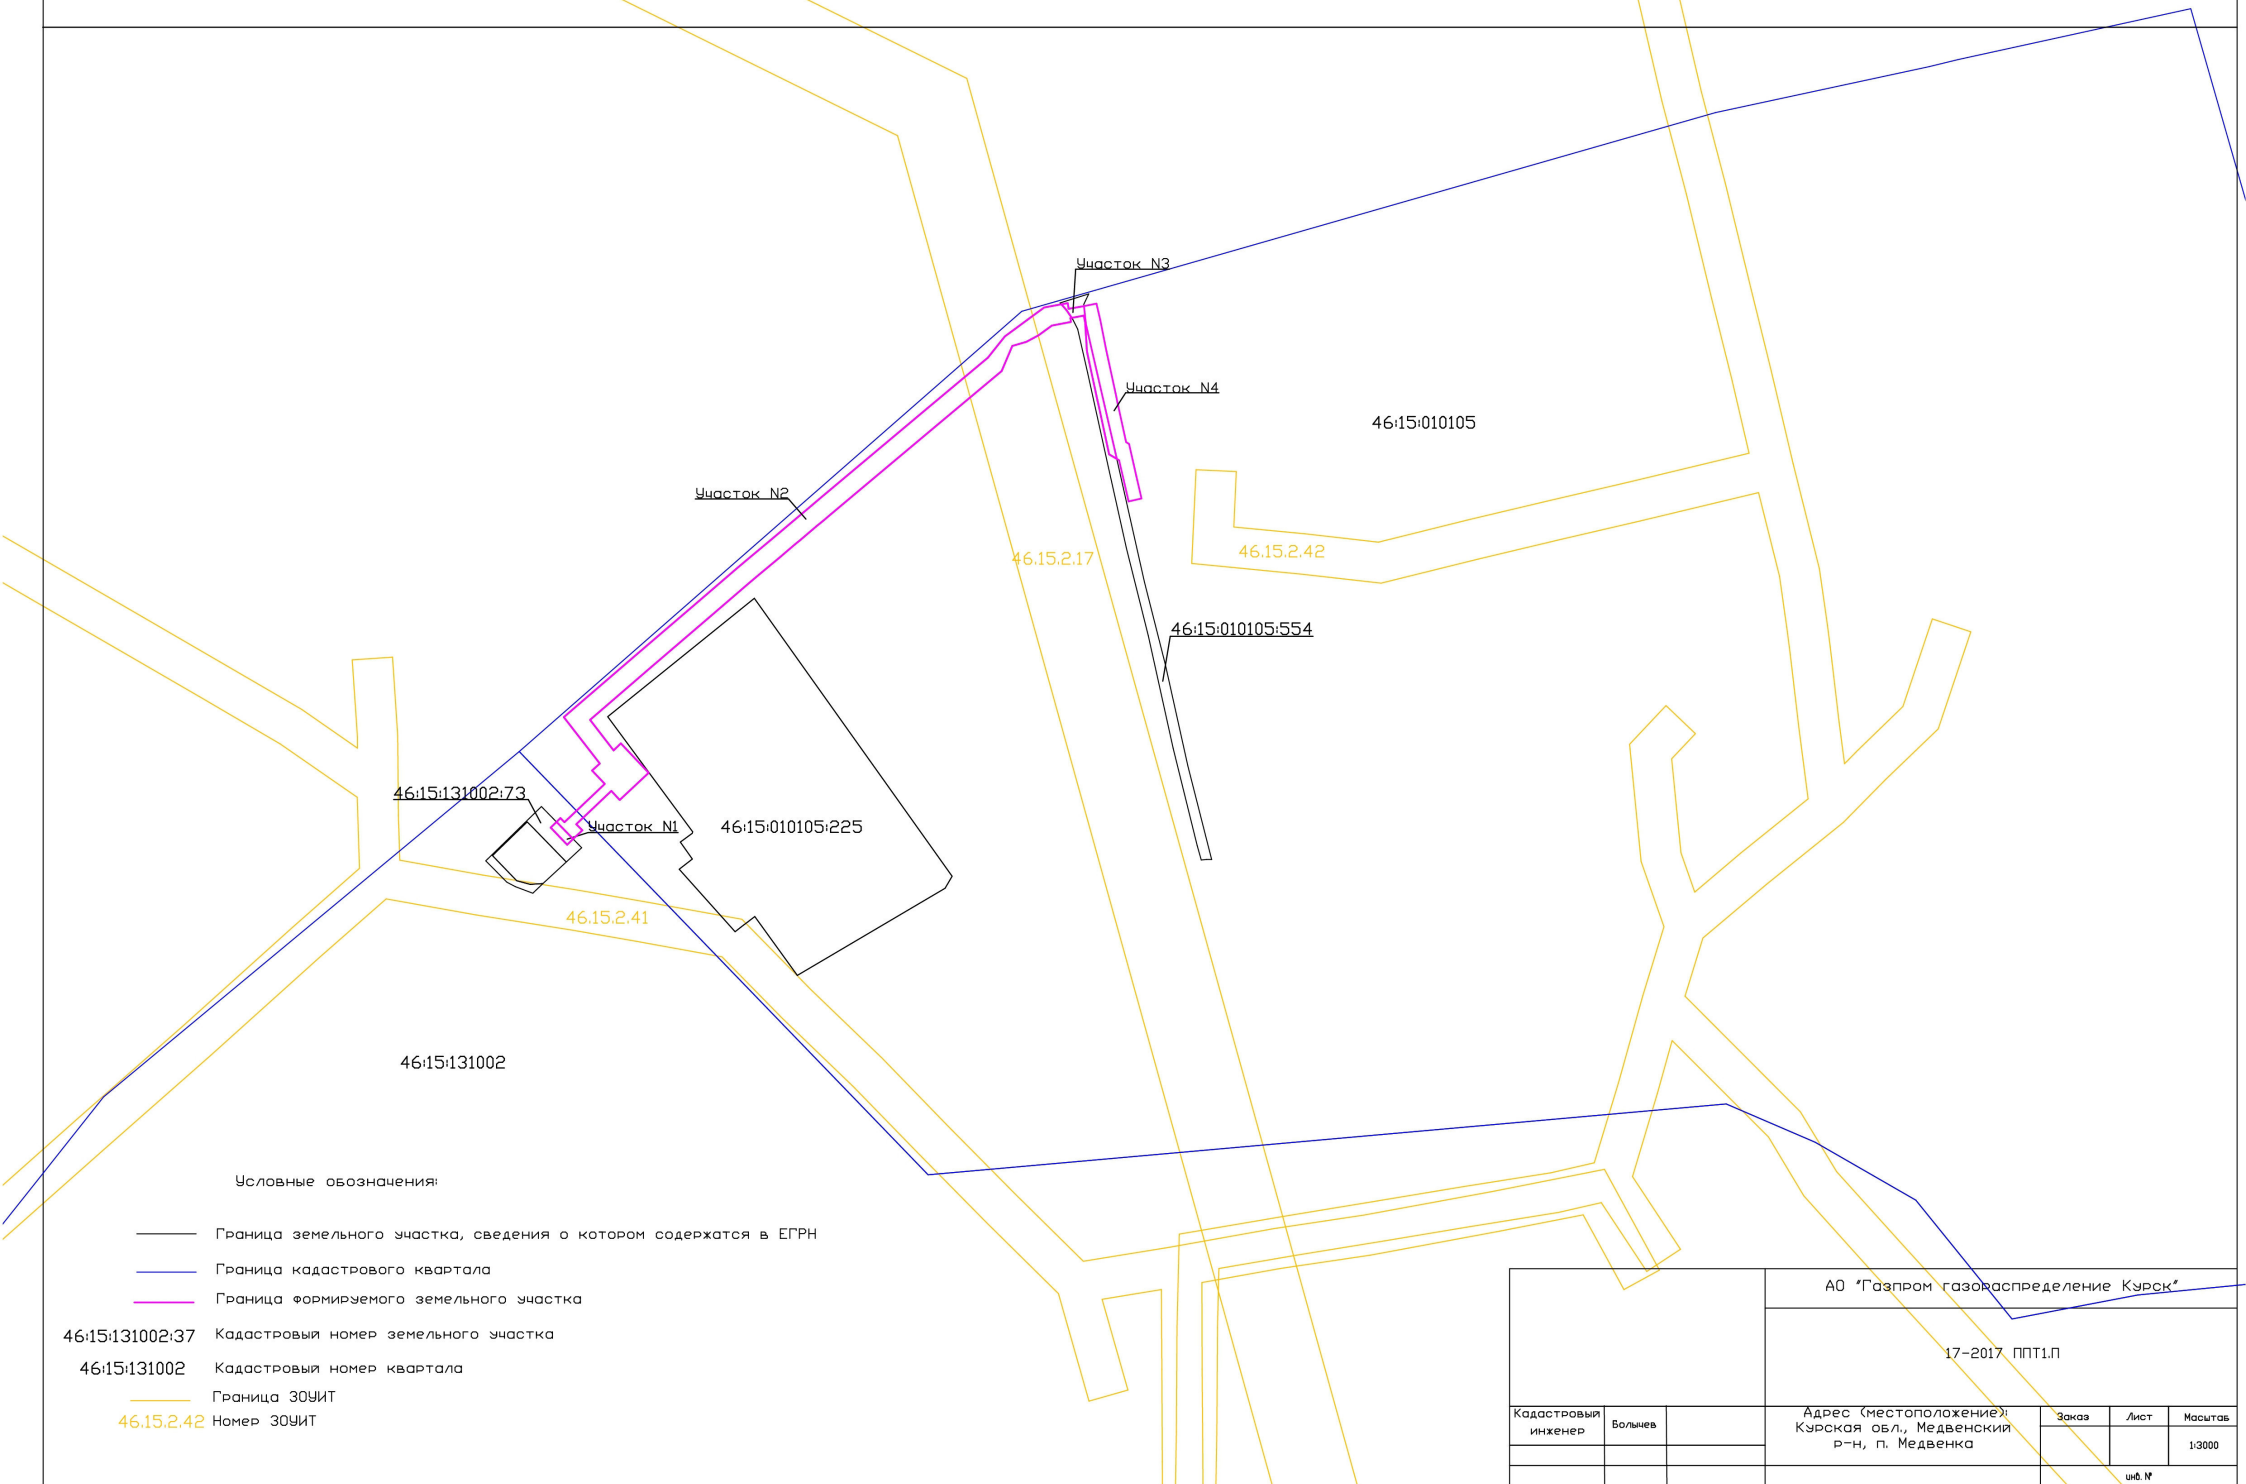 Участок N3
Участок N4
46:15:010105
Участок N2
46.15.2.17
46.15.2.42
46:15:010105:554
46:15:131002:73
Участок N1
46:15:010105:225
46.15.2.41
46:15:131002
Условные обозначения:
Граница земельного участка, сведения о котором содержатся в ЕГРН
Граница кадастрового квартала
Граница формируемого земельного участка
46:15:131002:37 Кадастровый номер земельного участка
46:15:131002 Кадастровый номер квартала
Граница ЗОУИТ
46.15.2.42 Номер ЗОУИТ
АО "Газпром газораспределение Курск"
17-2017 ППТ1.П
Кадастровый
инженер
Болычев
Адрес (местоположение):
Курская обл., Медвенский
р-н, п. Медвенка
Заказ Лист Масштаб
1:3000
инв. №